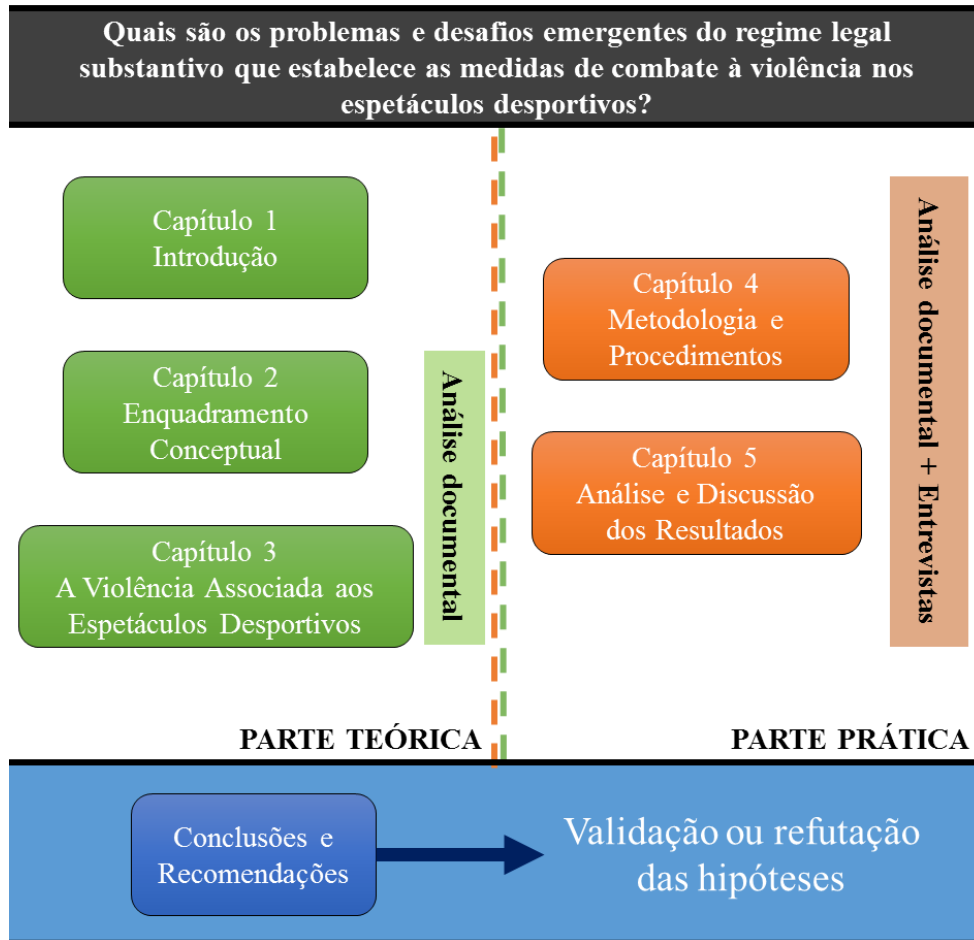 Quais são os problemas e desafios emergentes do regime legal
substantivo que estabelece as medidas de combate à violência nos
espetáculos desportivos?
Capítulo 1
Introdução
Capítulo 2
Enquadramento
Conceptual
Capítulo 3
A Violência Associada aos
Espetáculos Desportivos
Análise documental
Capítulo 4
Metodologia e
Procedimentos
Capítulo 5
Análise e Discussão
dos Resultados
Análise documental + Entrevistas
PARTE TEÓRICA
PARTE PRÁTICA
Conclusões e
Recomendações
Validação ou refutação
das hipóteses